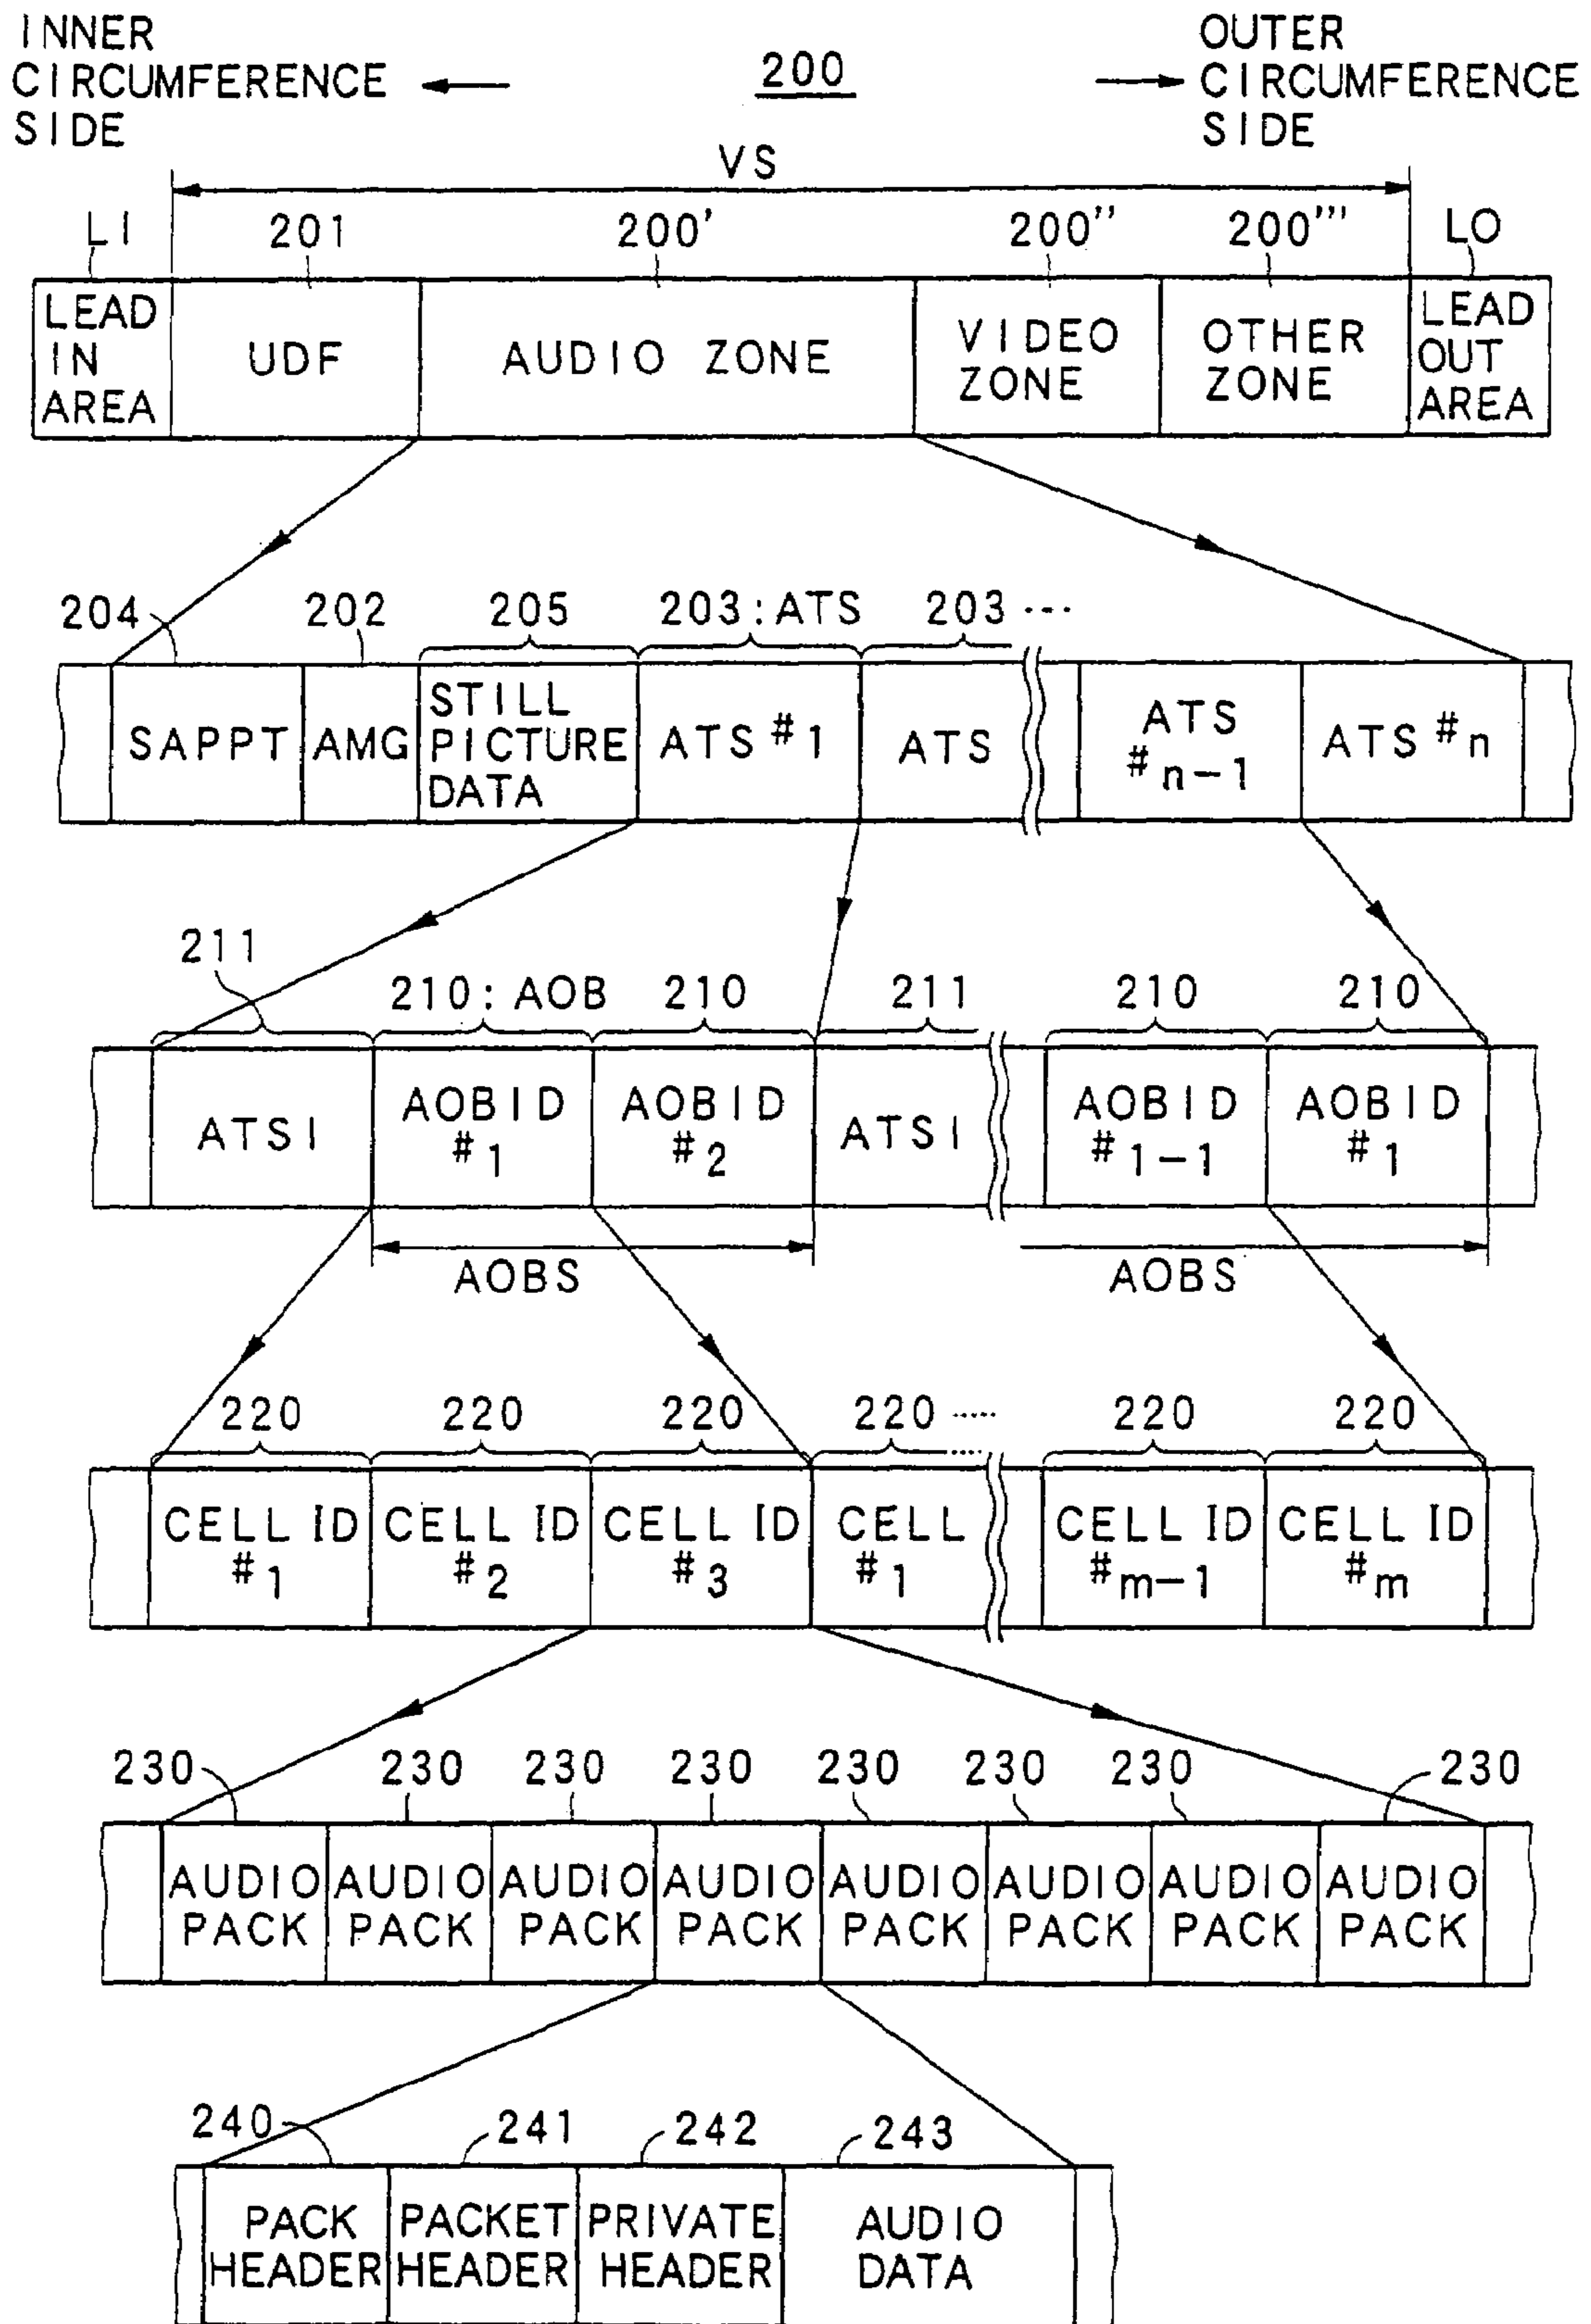 INNER
CIRCUMFERENCE
SIDE
200
OUTER
CIRCUMFERENCE
SIDE
VS
LI 201 200' 200'' 200''' LO
LEAD
IN
AREA
UDF
AUDIO ZONE
VIDEO
ZONE
OTHER
ZONE
LEAD
OUT
AREA
204 202 205 203:ATS 203 ···
SAPPT
AMG
STILL
PICTURE
DATA
ATS #1
ATS
ATS
#n-1
ATS #n
211 210: AOB 210 211 210 210
ATSI
AOBID
#1
AOBID
#2
ATSI
AOBID
#1-1
AOBID
#1
AOBS AOBS
220 220 220 220 ····· 220 220
·····
CELL ID
#1
CELL ID
#2
CELL ID
#3
CELL
#1
CELL ID
#m-1
CELL ID
#m
230 230 230 230 230 230 230 230
AUDIO
PACK
AUDIO
PACK
AUDIO
PACK
AUDIO
PACK
AUDIO
PACK
AUDIO
PACK
AUDIO
PACK
AUDIO
PACK
240 241 242 243
PACK
HEADER
PACKET
HEADER
PRIVATE
HEADER
AUDIO
DATA